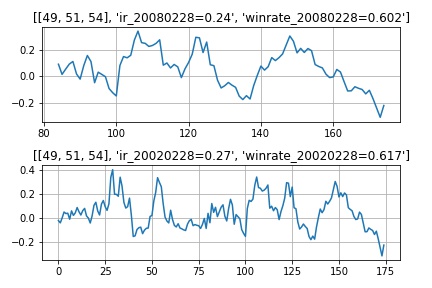 [[49, 51, 54], 'ir_20080228=0.24', 'winrate_20080228=0.602']
0.2
0.0
−0.2
80 100 120 140 160
[[49, 51, 54], 'ir_20020228=0.27', 'winrate_20020228=0.617']
0.4
0.2
0.0
−0.2
0 25 50 75 100 125 150 175